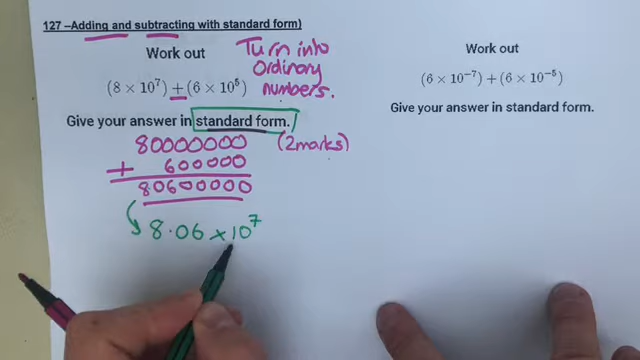 127 –Adding and subtracting with standard form)
Work out
(8 × 10⁷) + (6 × 10⁵)
Give your answer in standard form.
Turn into
Ordinary
numbers.
(2marks)
80000000
+ 600000
80600000
8.06 × 10⁷
Work out
(6 × 10⁻⁷) + (6 × 10⁻⁵)
Give your answer in standard form.